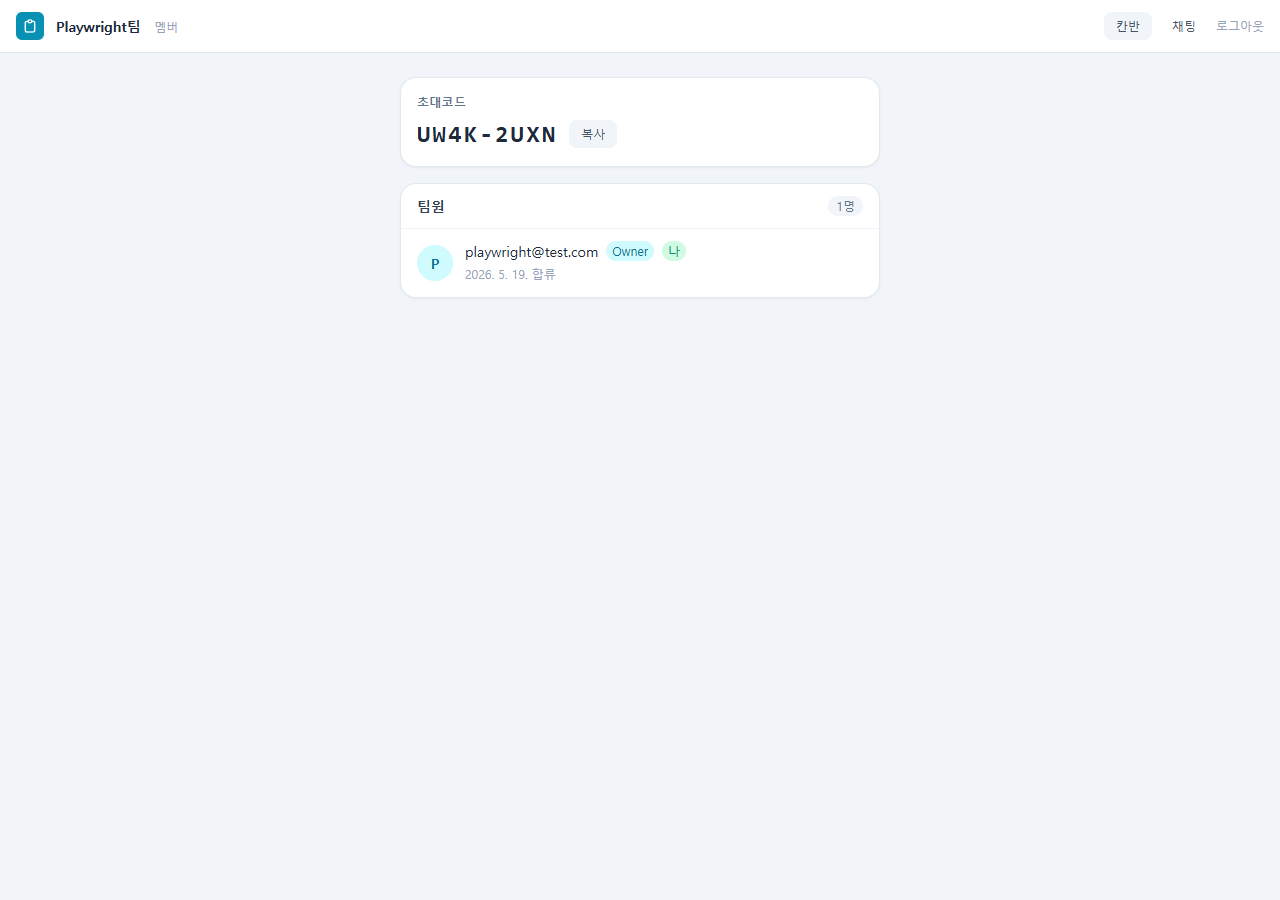 Playwright팀 멤버 칸반 채팅 로그아웃
초대코드
UW4K-2UXN 복사
팀원 1명
P playwright@test.com Owner 나
2026. 5. 19. 합류